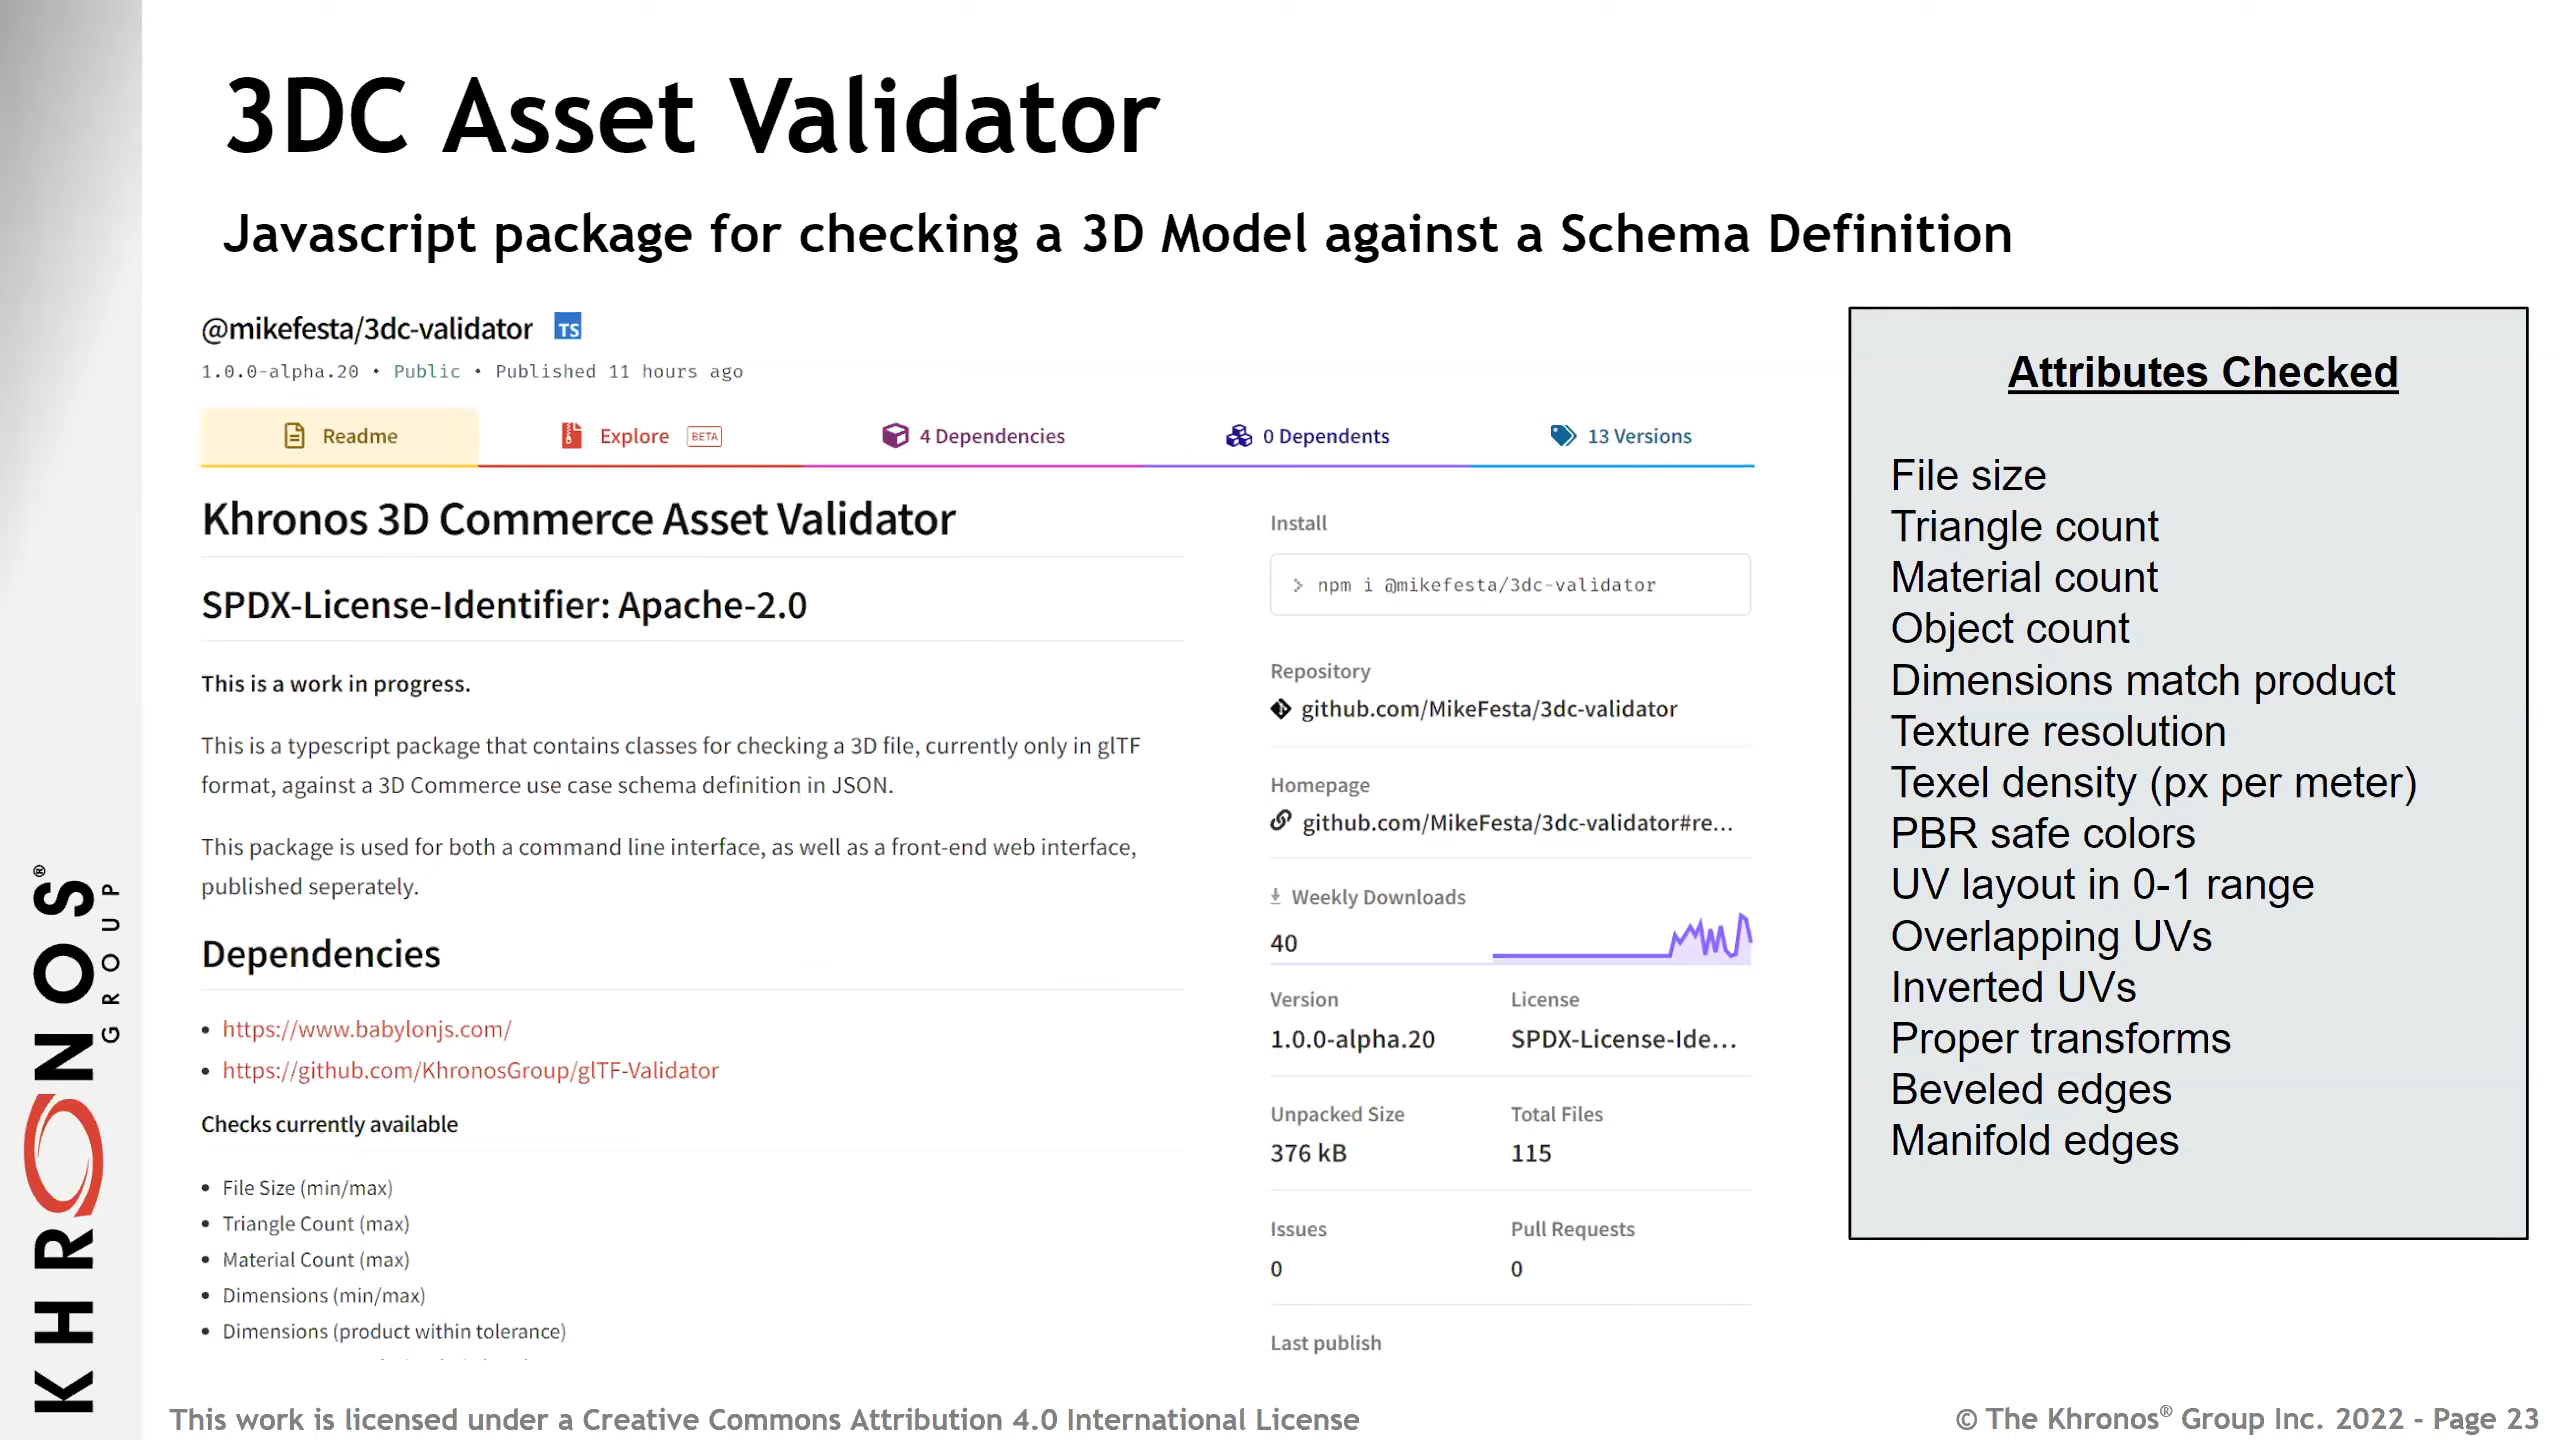 3DC Asset Validator
Javascript package for checking a 3D Model against a Schema Definition
@mikefesta/3dc-validator TS
1.0.0-alpha.20 • Public • Published 11 hours ago
Readme
Explore BETA
4 Dependencies
0 Dependents
13 Versions
Khronos 3D Commerce Asset Validator
SPDX-License-Identifier: Apache-2.0
This is a work in progress.
This is a typescript package that contains classes for checking a 3D file, currently only in glTF
format, against a 3D Commerce use case schema definition in JSON.
This package is used for both a command line interface, as well as a front-end web interface,
published seperately.
Dependencies
• https://www.babylonjs.com/
• https://github.com/KhronosGroup/glTF-Validator
Checks currently available
• File Size (min/max)
• Triangle Count (max)
• Material Count (max)
• Dimensions (min/max)
• Dimensions (product within tolerance)
Install
> npm i @mikefesta/3dc-validator
Repository
github.com/MikeFesta/3dc-validator
Homepage
github.com/MikeFesta/3dc-validator#re...
Weekly Downloads
40
Version
License
1.0.0-alpha.20
SPDX-License-Ide...
Unpacked Size
Total Files
376 kB
115
Issues
Pull Requests
0
0
Last publish
Attributes Checked
File size
Triangle count
Material count
Object count
Dimensions match product
Texture resolution
Texel density (px per meter)
PBR safe colors
UV layout in 0-1 range
Overlapping UVs
Inverted UVs
Proper transforms
Beveled edges
Manifold edges
KHRONOS®
GROUP
This work is licensed under a Creative Commons Attribution 4.0 International License
© The Khronos® Group Inc. 2022 - Page 23